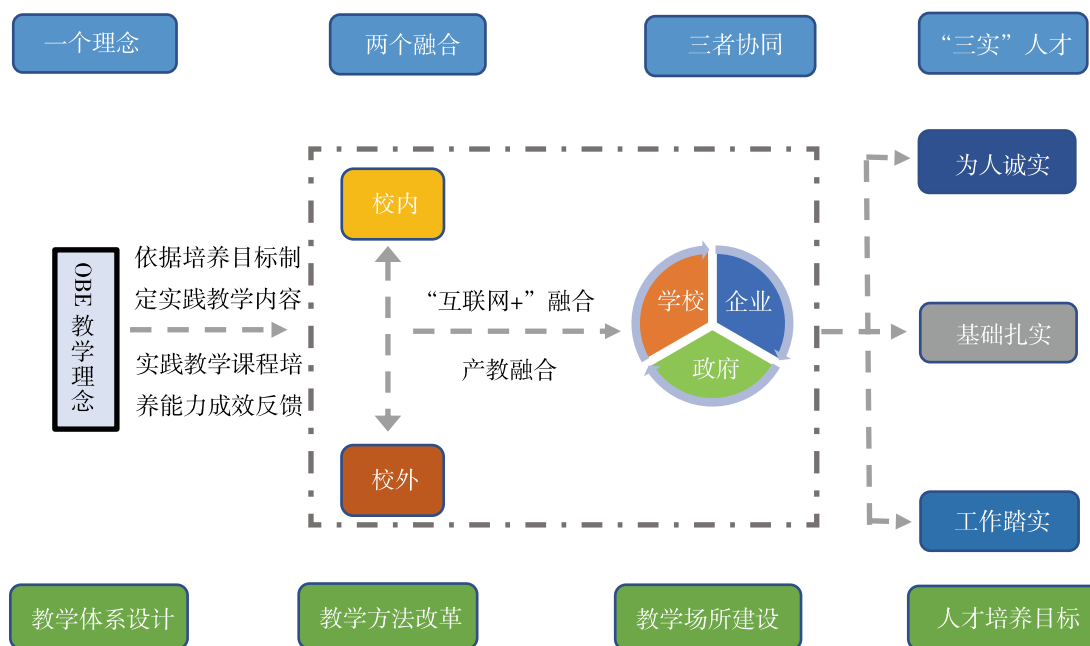 一个理念
两个融合
三者协同
“三实”人才
OBE教学理念
依据培养目标制
定实践教学内容
实践教学课程培
养能力成效反馈
校内
校外
“互联网+”融合
产教融合
学校
企业
政府
为人诚实
基础扎实
工作踏实
教学体系设计
教学方法改革
教学场所建设
人才培养目标